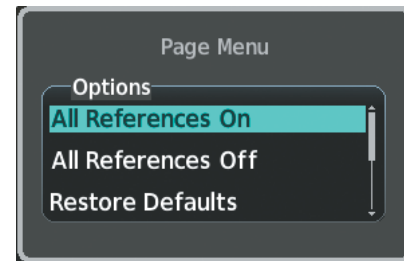 Page Menu
Options
All References On
All References Off
Restore Defaults